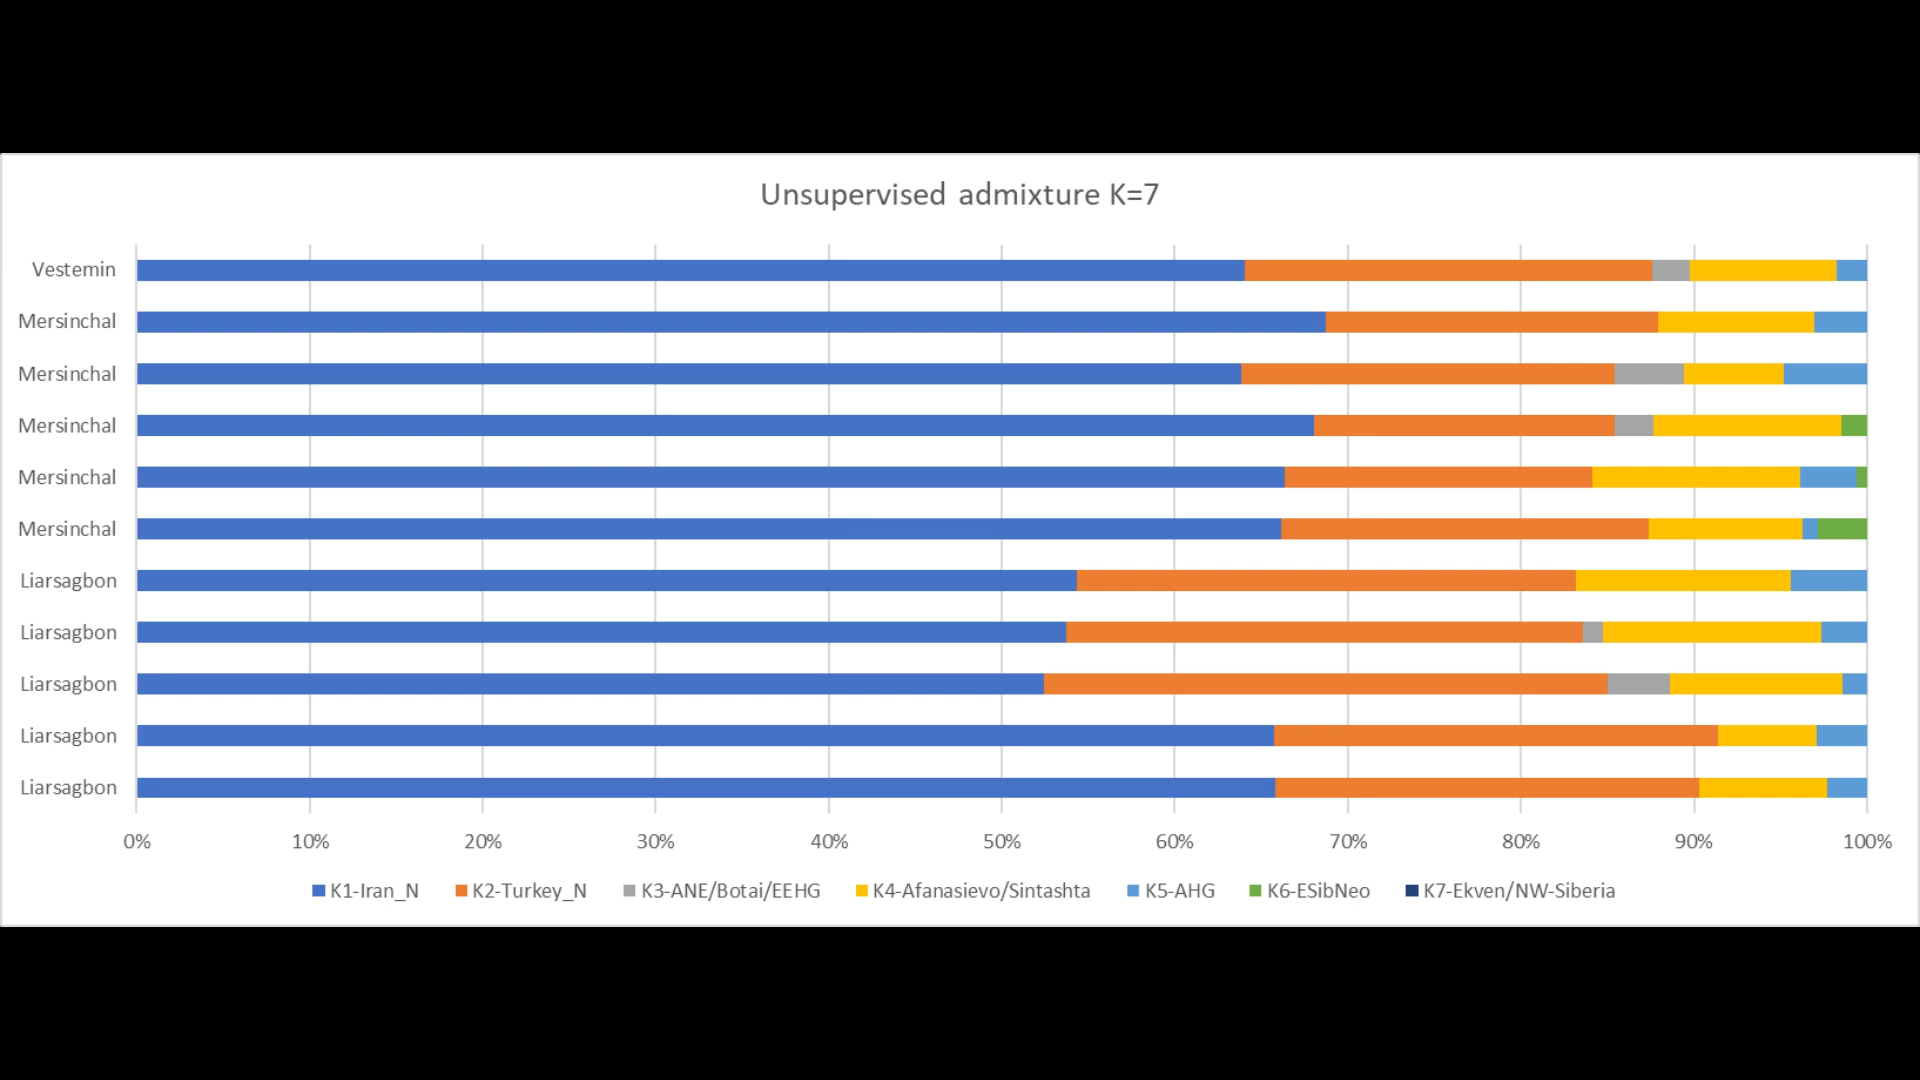 Unsupervised admixture K=7
Vestemin
Mersinchal
Mersinchal
Mersinchal
Mersinchal
Mersinchal
Liarsagbon
Liarsagbon
Liarsagbon
Liarsagbon
Liarsagbon
0% 10% 20% 30% 40% 50% 60% 70% 80% 90% 100%
K1-Iran_N K2-Turkey_N K3-ANE/Botai/EEHG K4-Afanasievo/Sintashta K5-AHG K6-ESibNeo K7-Ekven/NW-Siberia